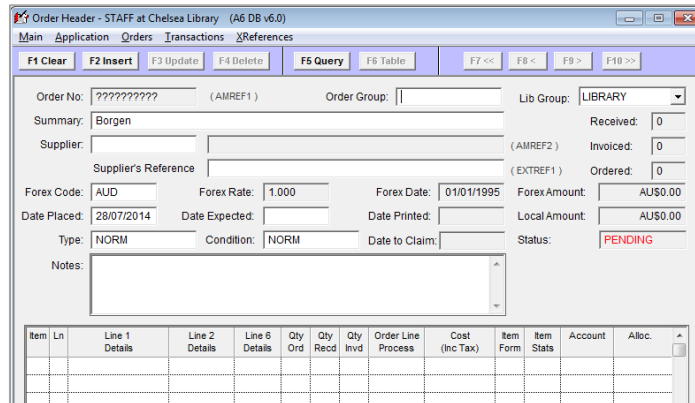 Order Header - STAFF at Chelsea Library (A6 DB v6.0)
Main Application Orders Transactions XReferences
F1 Clear F2 Insert F3 Update F4 Delete F5 Query F6 Table F7 << F8 < F9 > F10 >>
Order No: ?????????? (AMREF1) Order Group: Lib Group: LIBRARY
Summary: Borgen Received: 0
Supplier: (AMREF2) Invoiced: 0
Supplier's Reference (EXTREF1) Ordered: 0
Forex Code: AUD Forex Rate: 1.000 Forex Date: 01/01/1995 Forex Amount: AU$0.00
Date Placed: 28/07/2014 Date Expected: Date Printed: Local Amount: AU$0.00
Type: NORM Condition: NORM Date to Claim: Status: PENDING
Notes:
Item Ln Line 1 Line 2 Line 6 Qty Qty Qty Order Line Cost Item Item Account Alloc.
Details Details Details Ord Recd Invd Process (Inc Tax) Form Stats